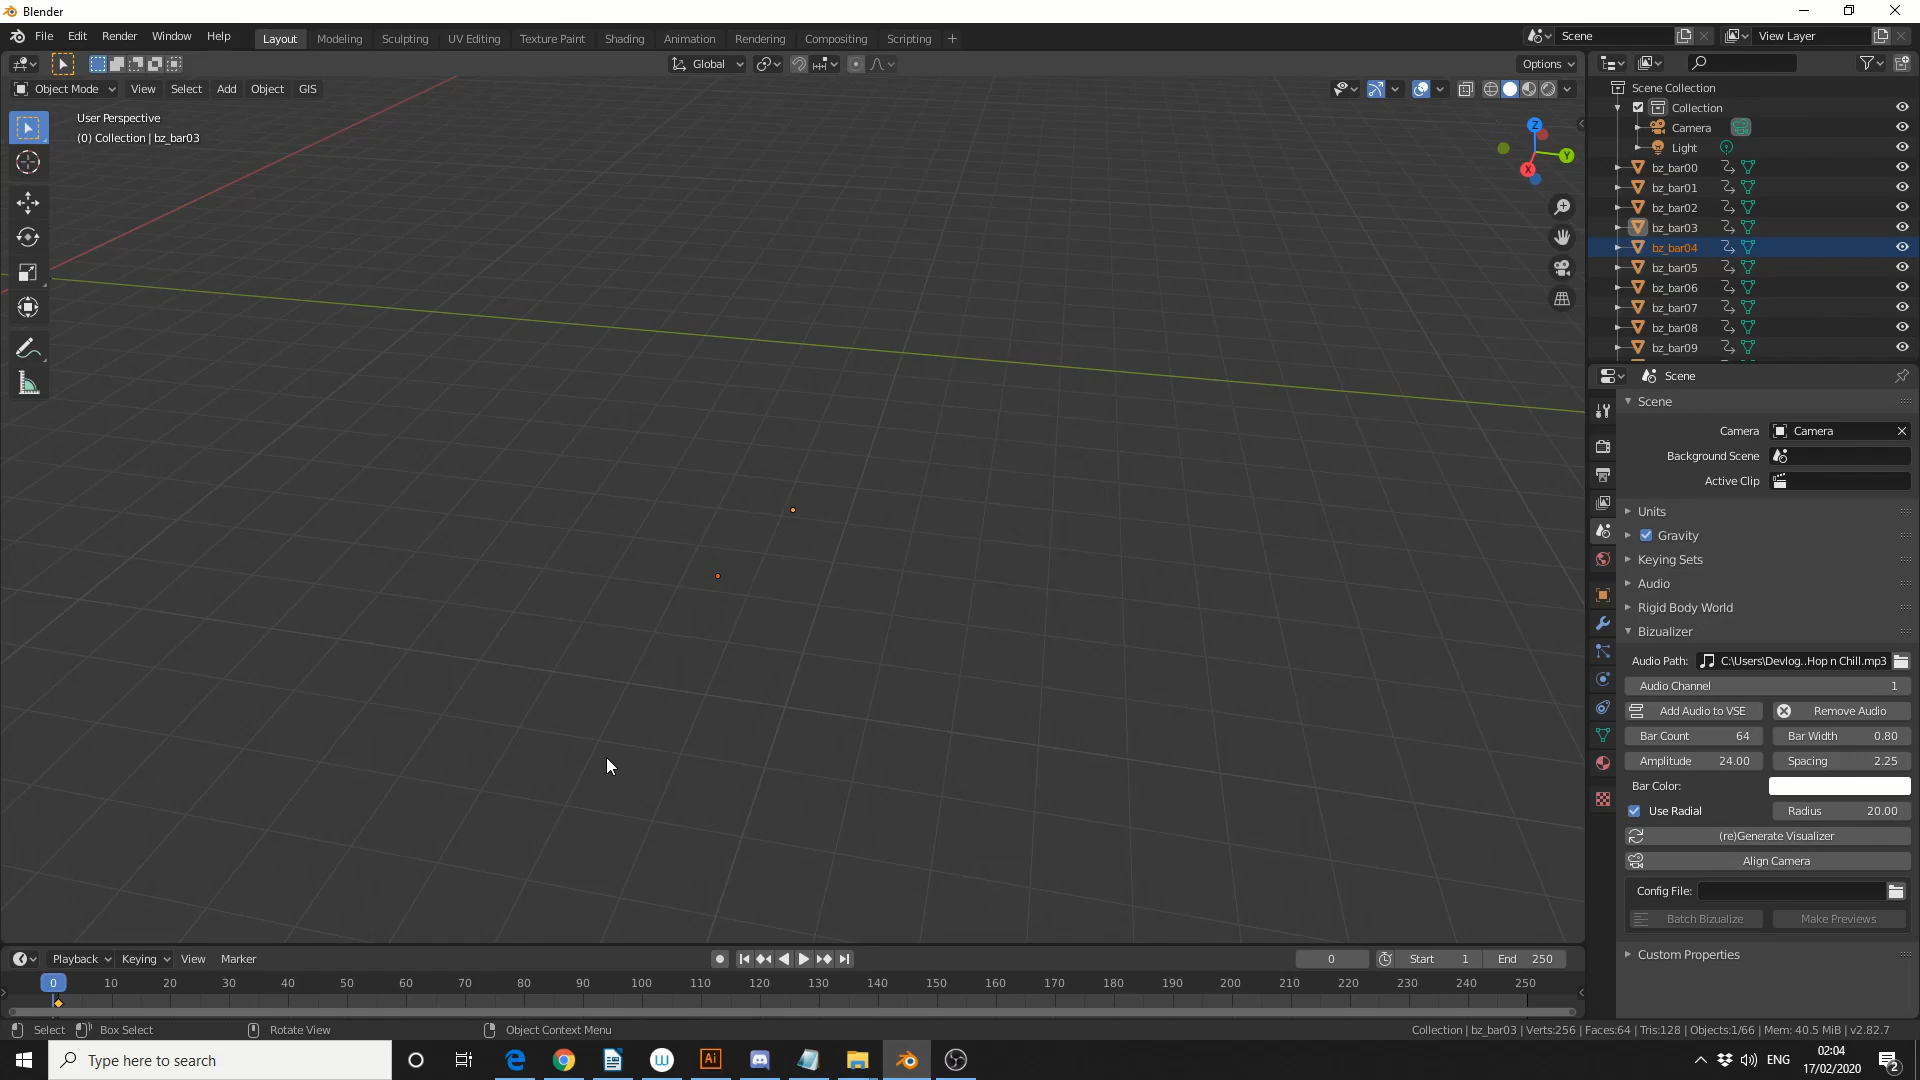 Blender
File Edit Render Window Help Layout Modeling Sculpting UV Editing Texture Paint Shading Animation Rendering Compositing Scripting + Scene View Layer
Global Options
Object Mode View Select Add Object GIS
User Perspective
(0) Collection | bz_bar03
Z
Y
X
Scene Collection
Collection
Camera
Light
bz_bar00
bz_bar01
bz_bar02
bz_bar03
bz_bar04
bz_bar05
bz_bar06
bz_bar07
bz_bar08
bz_bar09
Scene
Scene
Camera Camera
Background Scene
Active Clip
Units
Gravity
Keying Sets
Audio
Rigid Body World
Bizualizer
Audio Path: C:\Users\Devlog..Hop n Chill.mp3
Audio Channel 1
Add Audio to VSE Remove Audio
Bar Count 64 Bar Width 0.80
Amplitude 24.00 Spacing 2.25
Bar Color:
Use Radial Radius 20.00
(re)Generate Visualizer
Align Camera
Config File:
Batch Bizualize Make Previews
Custom Properties
Playback Keying View Marker 0 Start 1 End 250
0 10 20 30 40 50 60 70 80 90 100 110 120 130 140 150 160 170 180 190 200 210 220 230 240 250
Select Box Select Rotate View Object Context Menu Collection | bz_bar03 | Verts:256 | Faces:64 | Tris:128 | Objects:1/66 | Mem: 40.5 MiB | v2.82.7
Type here to search
W
Ai
ENG
02:04
17/02/2020
2